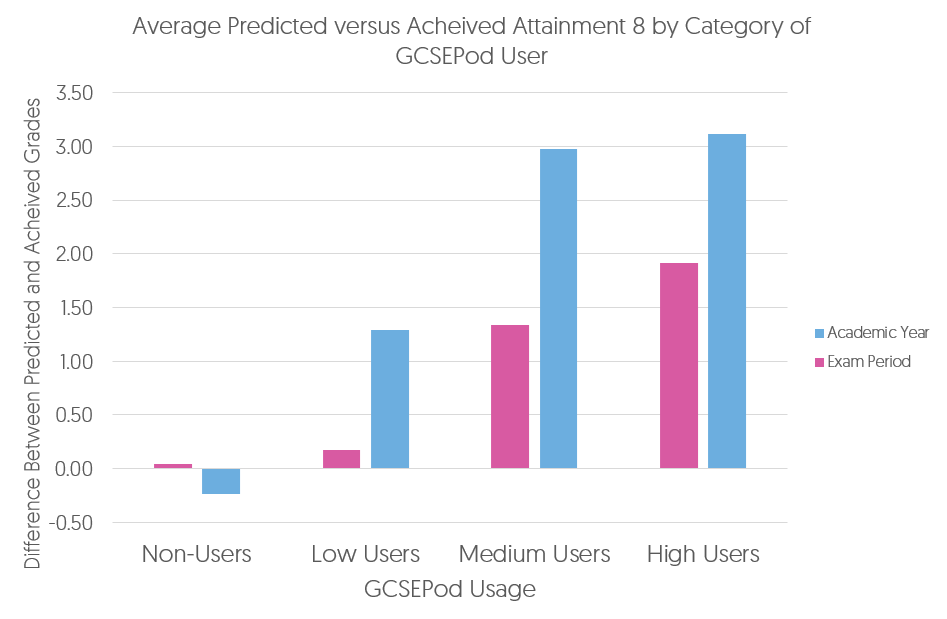 Average Predicted versus Acheived Attainment 8 by Category of
GCSEPod User
Difference Between Predicted and Acheived Grades
3.50
3.00
2.50
2.00
1.50
1.00
0.50
0.00
-0.50
Non-Users
Low Users
Medium Users
High Users
GCSEPod Usage
Academic Year
Exam Period